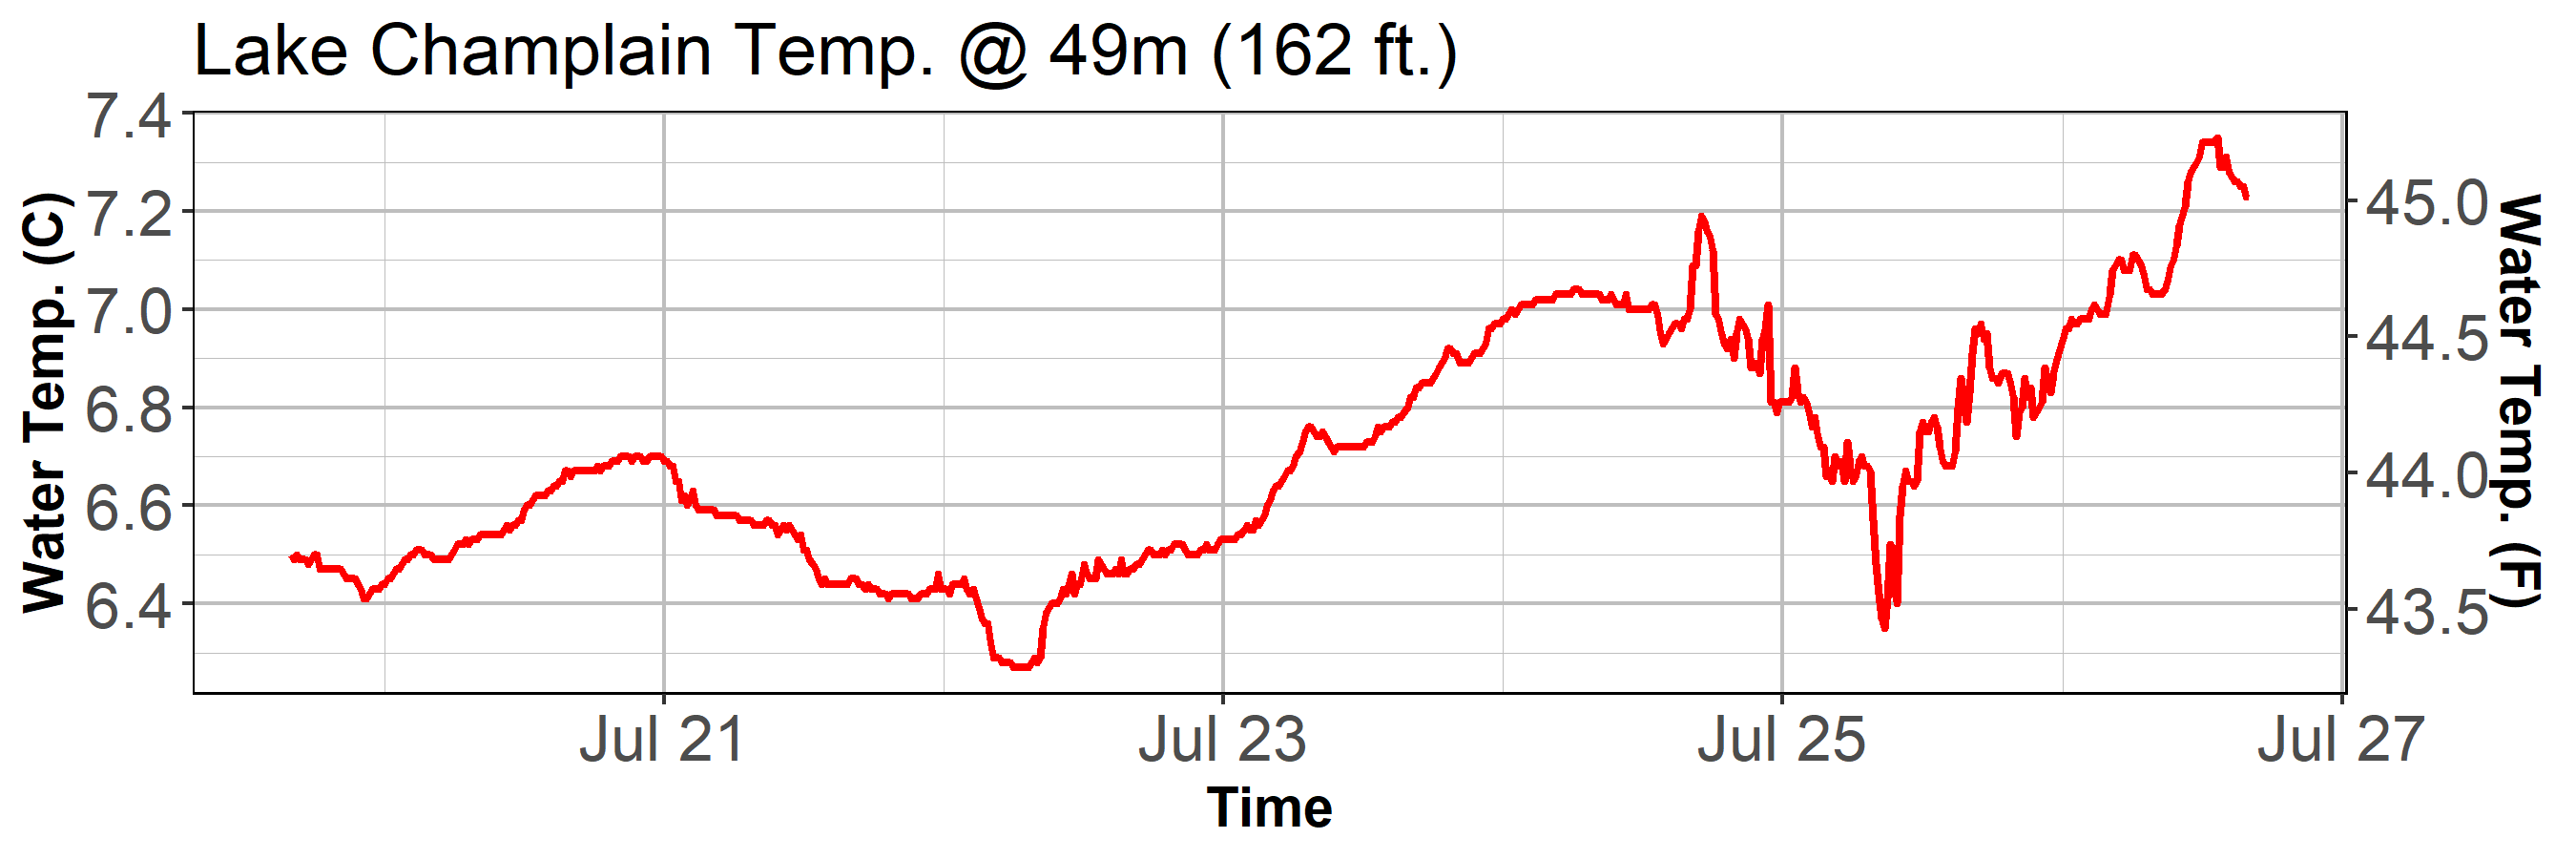 Lake Champlain Temp. @ 49m (162 ft.)
Water Temp. (C)
7.4
7.2
7.0
6.8
6.6
6.4
45.0
44.5
44.0
43.5
Water Temp. (F)
Jul 21
Jul 23
Jul 25
Jul 27
Time